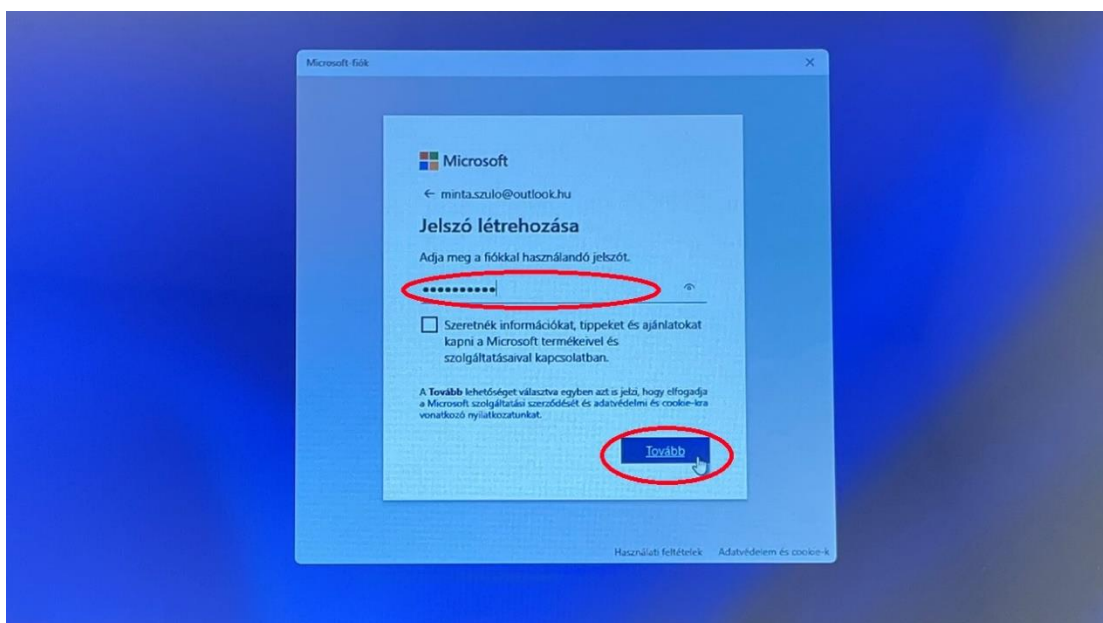 Microsoft-fiók
Microsoft
← minta.szulo@outlook.hu
Jelszó létrehozása
Adja meg a fiókkal használandó jelszót.
••••••••••
Szeretnék információkat, tippeket és ajánlatokat
kapni a Microsoft termékeivel és
szolgáltatásaival kapcsolatban.
A Tovább lehetőséget választva egyben azt is jelzi, hogy elfogadja
a Microsoft szolgáltatási szerződését és adatvédelmi és cookie-kra
vonatkozó nyilatkozatunkat.
Tovább
Használati feltételek Adatvédelem és cookie-k